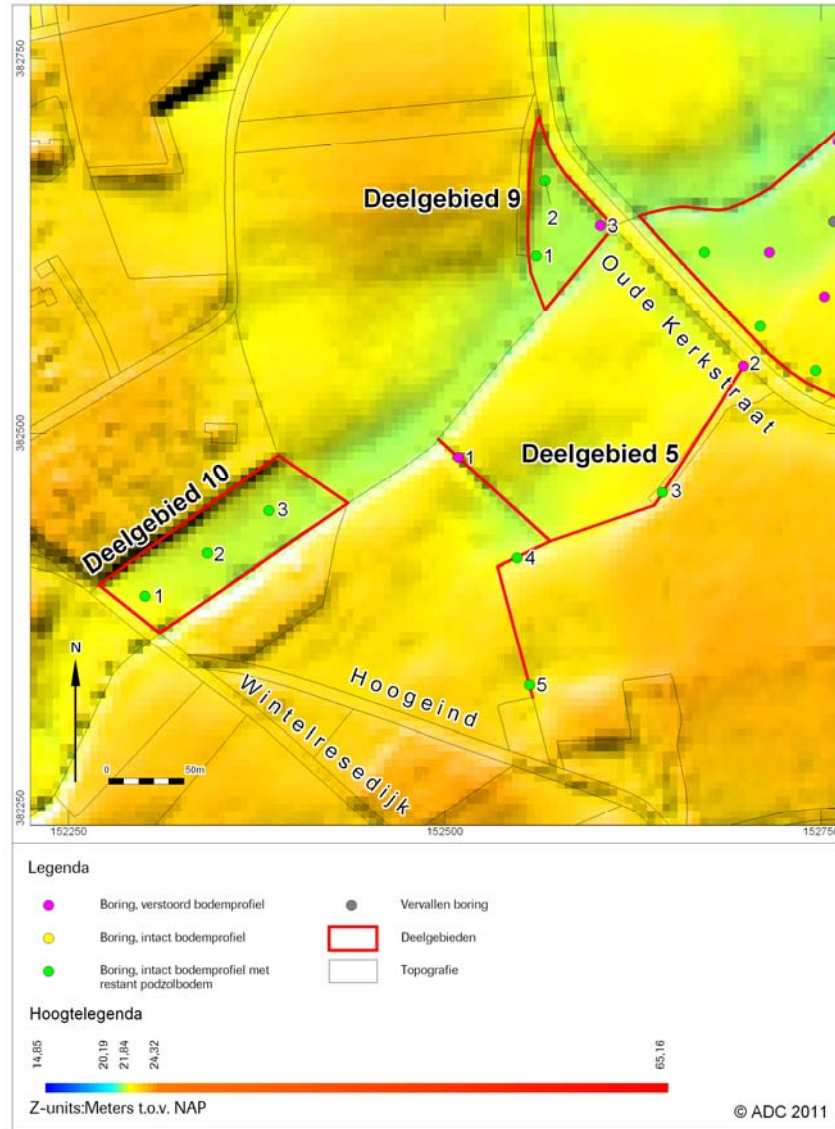 382750
Deelgebied 9
2
3
1
Oude Kerkstraat
2
382500
1
Deelgebied 5
Deelgebied 10
3
3
2
4
1
N
5
Hoogeind
Wintelresedijk
0 50m
382250
152250
152500
152750
Legenda
Boring, verstoord bodemprofiel
Vervallen boring
Boring, intact bodemprofiel
Deelgebieden
Boring, intact bodemprofiel met
restant podzolbodem
Topografie
Hoogtelegenda
14,85
20,19
21,84
24,32
65,16
Z-units:Meters t.o.v. NAP
© ADC 2011